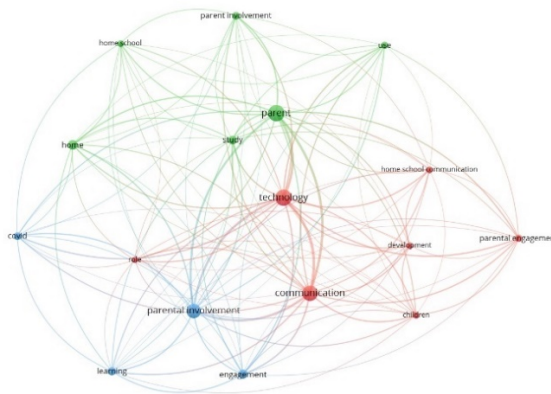 parent involvement
home school
use
parent
study
home
home school communication
technology
covid
parental engageme
development
role
communication
parental involvement
children
learning
engagement